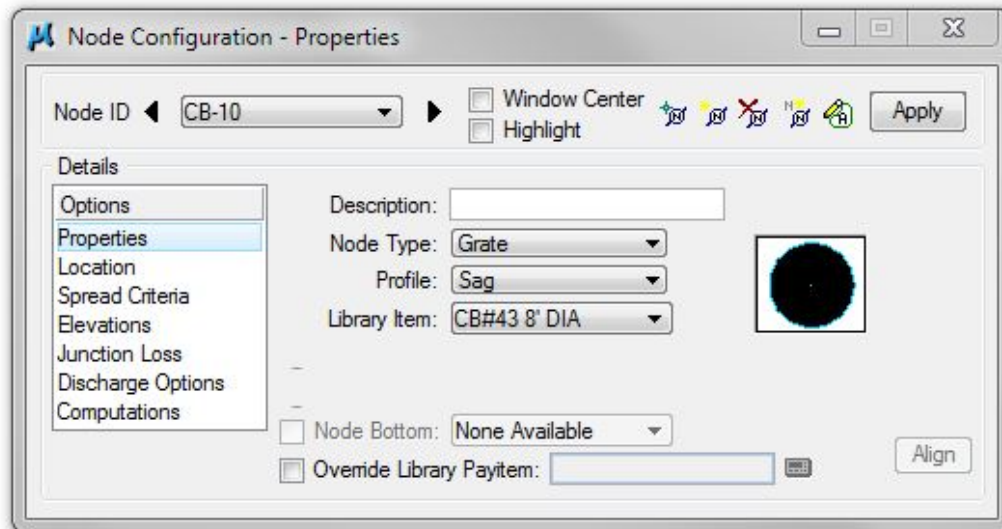 Node Configuration - Properties
Node ID CB-10 Window Center Apply
Highlight
Details
Options
Properties
Location
Spread Criteria
Elevations
Junction Loss
Discharge Options
Computations
Description:
Node Type: Grate
Profile: Sag
Library Item: CB#43 8' DIA
Node Bottom: None Available
Override Library Payitem:
Align